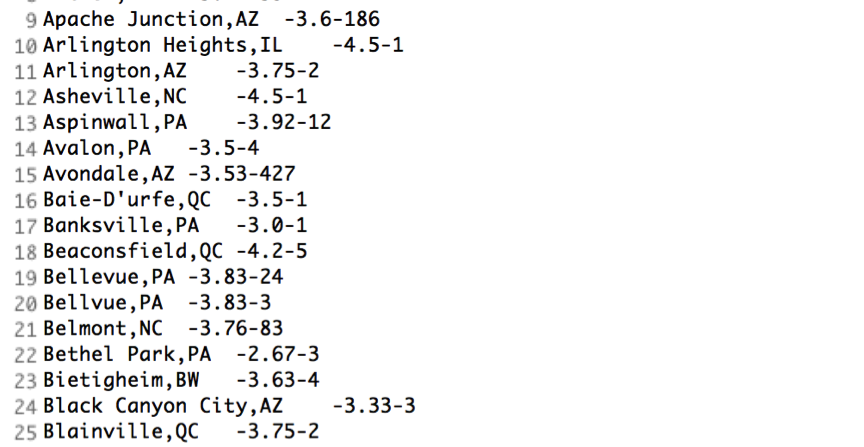 9 Apache Junction,AZ -3.6-186
10 Arlington Heights,IL -4.5-1
11 Arlington,AZ -3.75-2
12 Asheville,NC -4.5-1
13 Aspinwall,PA -3.92-12
14 Avalon,PA -3.5-4
15 Avondale,AZ -3.53-427
16 Baie-D'urfe,QC -3.5-1
17 Banksville,PA -3.0-1
18 Beaconsfield,QC -4.2-5
19 Bellevue,PA -3.83-24
20 Bellvue,PA -3.83-3
21 Belmont,NC -3.76-83
22 Bethel Park,PA -2.67-3
23 Bietigheim,BW -3.63-4
24 Black Canyon City,AZ -3.33-3
25 Blainville,QC -3.75-2